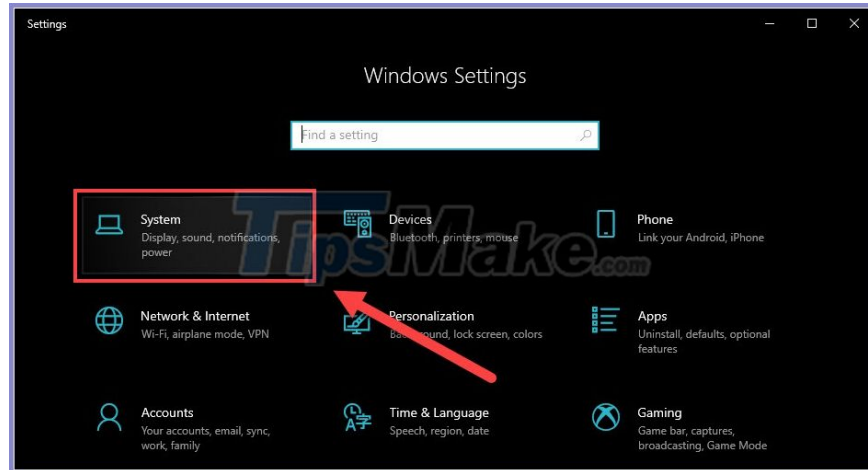 Settings
Windows Settings
Find a setting
System
Display, sound, notifications,
power
Devices
Bluetooth, printers, mouse
Phone
Link your Android, iPhone
TipsMake.com
Network & Internet
Wi-Fi, airplane mode, VPN
Personalization
Background, lock screen, colors
Apps
Uninstall, defaults, optional
features
Accounts
Your accounts, email, sync,
work, family
Time & Language
Speech, region, date
Gaming
Game bar, captures,
broadcasting, Game Mode